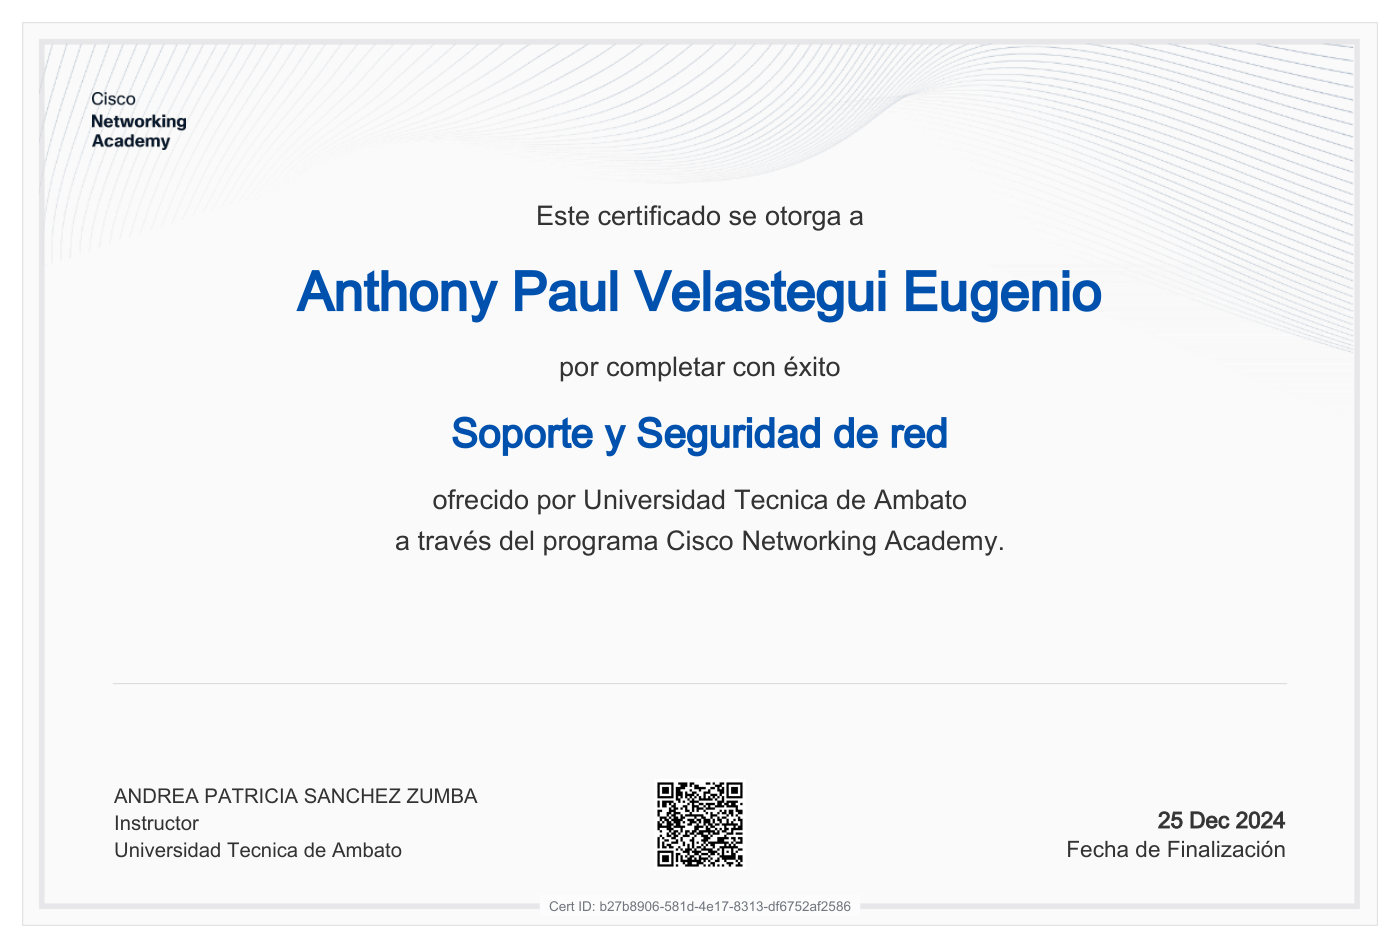 Cisco
Networking
Academy
Este certificado se otorga a
Anthony Paul Velastegui Eugenio
por completar con éxito
Soporte y Seguridad de red
ofrecido por Universidad Tecnica de Ambato
a través del programa Cisco Networking Academy.
ANDREA PATRICIA SANCHEZ ZUMBA
Instructor
Universidad Tecnica de Ambato
25 Dec 2024
Fecha de Finalización
Cert ID: b27b8906-581d-4e17-8313-df6752af2586